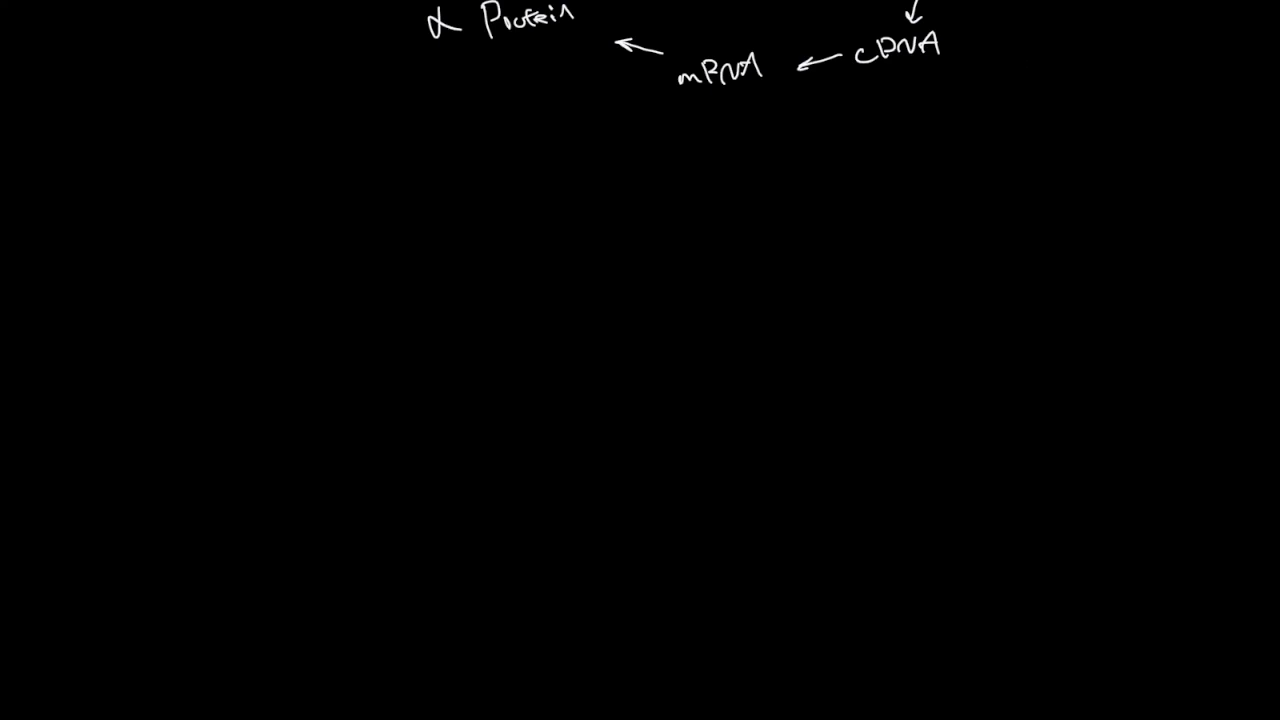 α Protein ← mRNA ← cDNA
↓